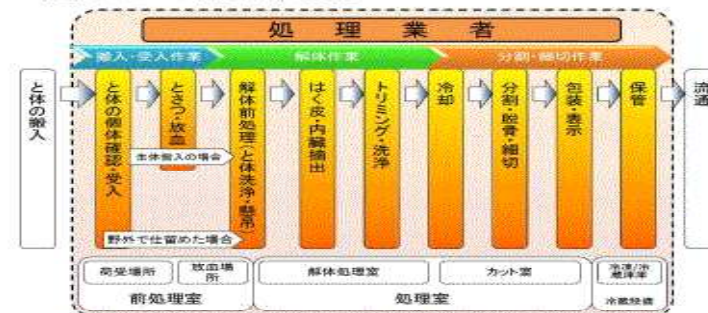 処理業者
搬入・受入作業
解体作業
分割・細切作業
と体の搬入
と体の個体確認・受入
とさつ・放血
解体前処理(と体洗浄・懸吊)
はく皮・内臓摘出
トリミング・洗浄
冷却
分割・脱骨・細切
包装・表示
保管
流通
生体搬入の場合
野外で仕留めた場合
荷受場所
放血場
所
解体処理室
カット室
冷凍/冷
蔵庫
前処理室
処理室
冷蔵設備